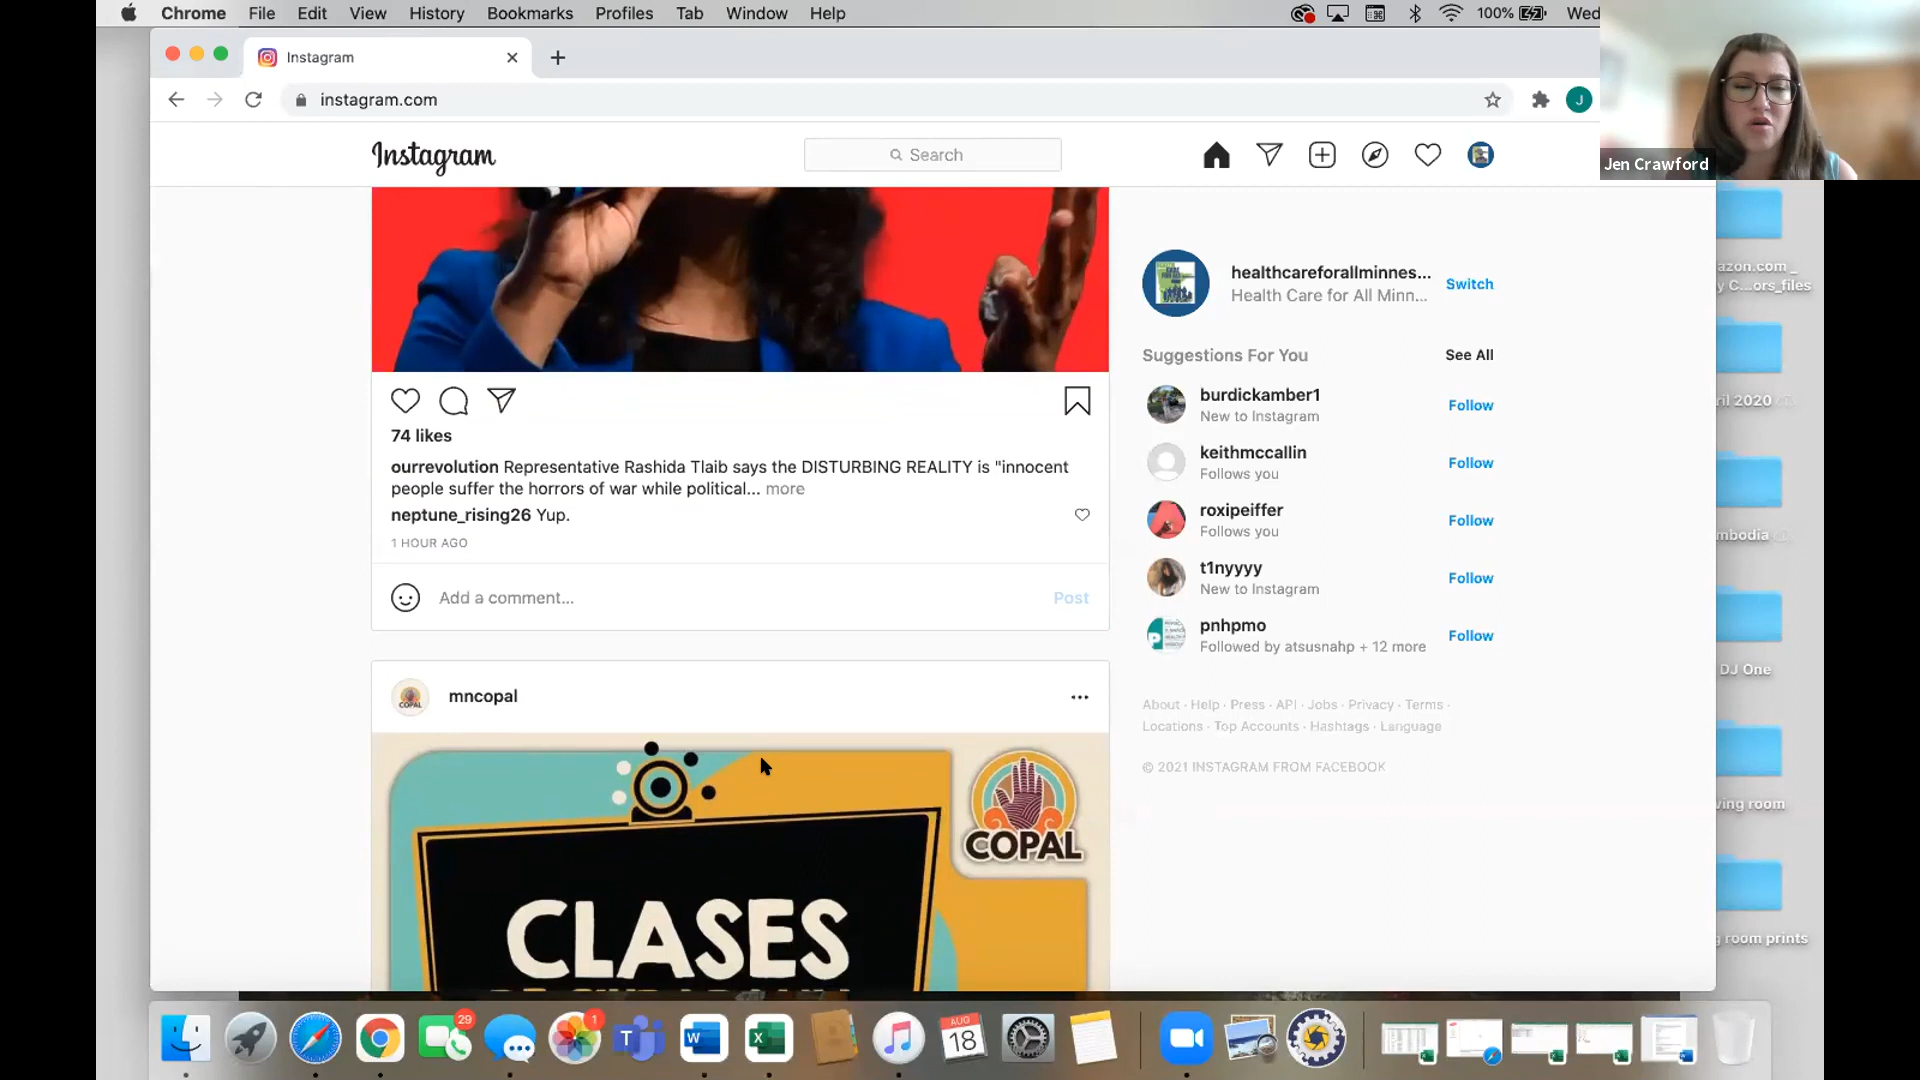 Chrome File Edit View History Bookmarks Profiles Tab Window Help 100% Wed
Instagram
instagram.com
J
Jen Crawford
Instagram
Search
healthcareforallminnes... Switch
Health Care for All Minn...
Suggestions For You See All
burdickamber1 Follow
New to Instagram
keithmccallin Follow
Follows you
roxipeiffer Follow
Follows you
t1nyyyy Follow
New to Instagram
pnhpmo Follow
Followed by atsusnahp + 12 more
About · Help · Press · API · Jobs · Privacy · Terms ·
Locations · Top Accounts · Hashtags · Language
© 2021 INSTAGRAM FROM FACEBOOK
74 likes
ourrevolution Representative Rashida Tlaib says the DISTURBING REALITY is "innocent
people suffer the horrors of war while political... more
neptune_rising26 Yup.
1 HOUR AGO
Add a comment... Post
mncopal
COPAL
COPAL
CLASES
azon.com _
y C...ors_files
ril 2020
mbodia
DJ One
ving room
g room prints
29
1
T
W
X
AUG
18